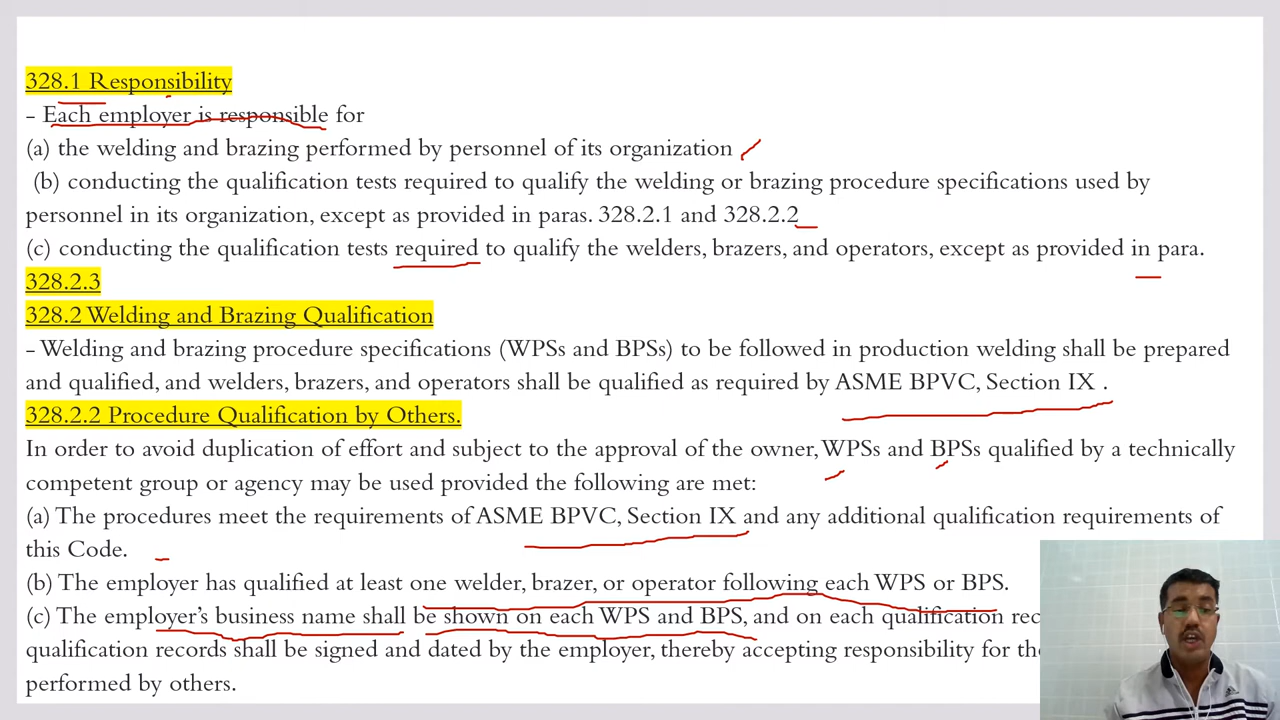 328.1 Responsibility
- Each employer is responsible for
(a) the welding and brazing performed by personnel of its organization
(b) conducting the qualification tests required to qualify the welding or brazing procedure specifications used by
personnel in its organization, except as provided in paras. 328.2.1 and 328.2.2
(c) conducting the qualification tests required to qualify the welders, brazers, and operators, except as provided in para.
328.2.3
328.2 Welding and Brazing Qualification
- Welding and brazing procedure specifications (WPSs and BPSs) to be followed in production welding shall be prepared
and qualified, and welders, brazers, and operators shall be qualified as required by ASME BPVC, Section IX .
328.2.2 Procedure Qualification by Others.
In order to avoid duplication of effort and subject to the approval of the owner, WPSs and BPSs qualified by a technically
competent group or agency may be used provided the following are met:
(a) The procedures meet the requirements of ASME BPVC, Section IX and any additional qualification requirements of
this Code.
(b) The employer has qualified at least one welder, brazer, or operator following each WPS or BPS.
(c) The employer's business name shall be shown on each WPS and BPS, and on each qualification
qualification records shall be signed and dated by the employer, thereby accepting responsibility for
performed by others.